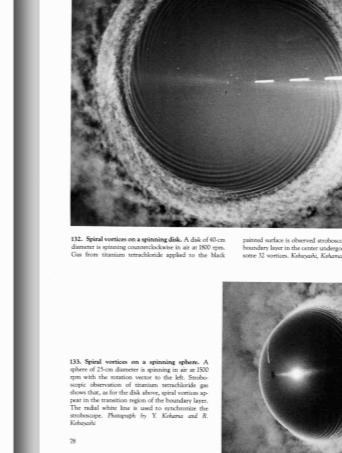 132. Spiral vortices on a spinning disk. A disk of 40-cm
diameter is spinning counterclockwise in air at 1800 rpm.
Gas from titanium tetrachloride applied to the black
painted surface is observed
boundary layer in the center
some 32 vortices. Kobayashi, Kohama
133. Spiral vortices on a spinning sphere. A
sphere of 25-cm diameter is spinning in air at 1500
rpm with the rotation vector to the left. Strobo-
scopic observation of titanium tetrachloride gas
shows that, as for the disk above, spiral vortices ap-
pear in the transition region of the boundary layer.
The radial white line is used to synchronize the
stroboscope. Photograph by Y. Kohama and R.
Kobayashi
78